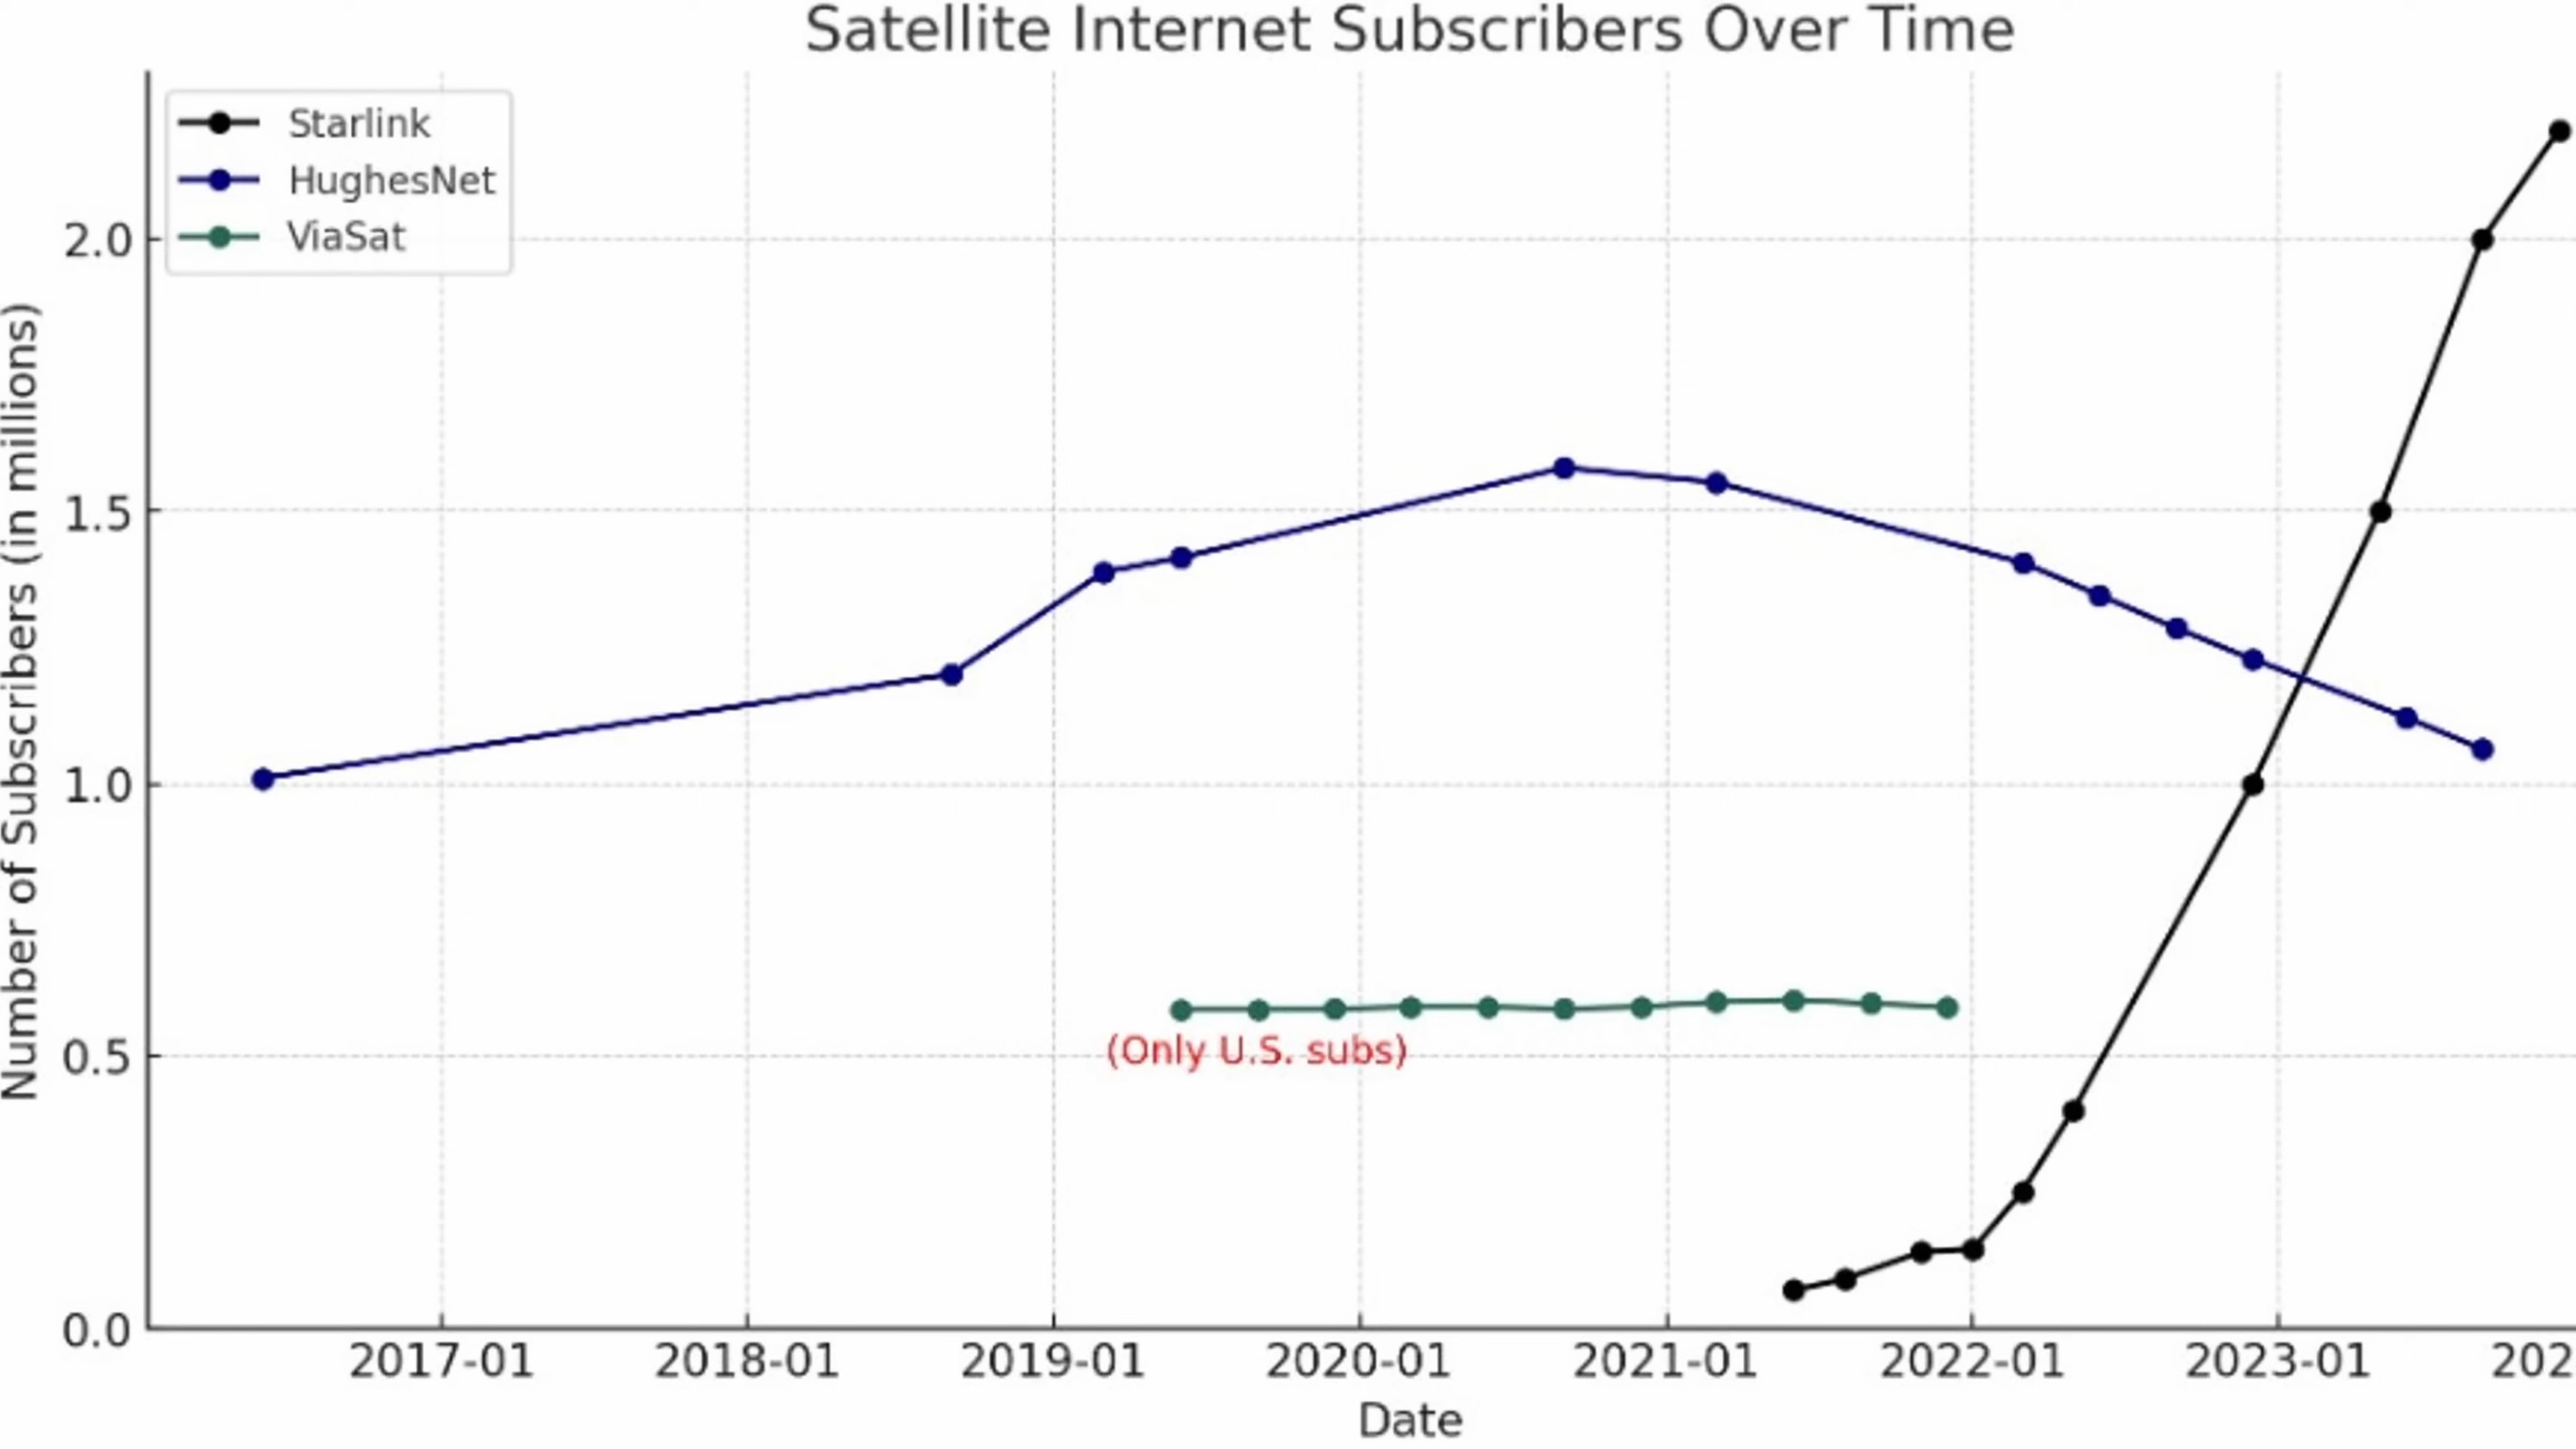 Satellite Internet Subscribers Over Time
Starlink
HughesNet
ViaSat
Number of Subscribers (in millions)
2.0
1.5
1.0
0.5
0.0
(Only U.S. subs)
2017-01
2018-01
2019-01
2020-01
2021-01
2022-01
2023-01
202
Date